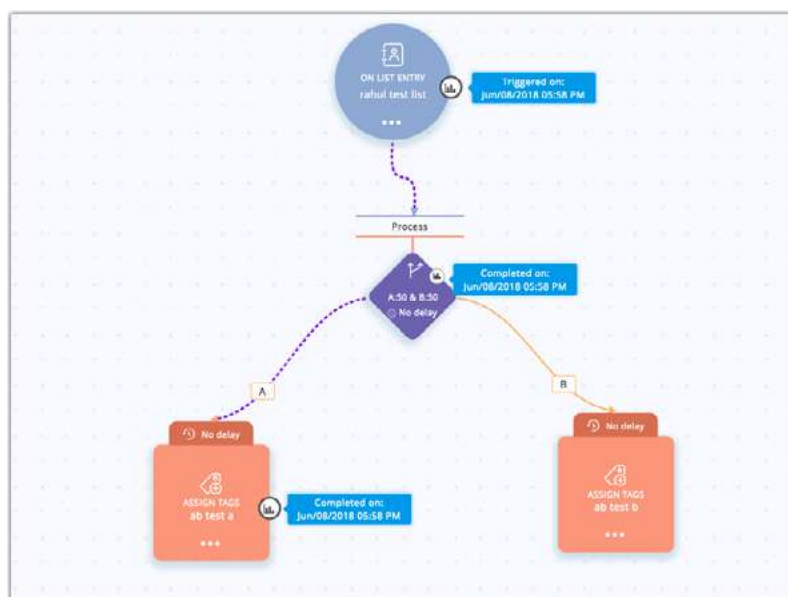 ON LIST ENTRY
rahul test list
Triggered on:
Jun/08/2018 05:58 PM
Process
Completed on:
Jun/08/2018 05:58 PM
A:50 & B:50
No delay
A
B
No delay
ASSIGN TAGS
ab test a
Completed on:
Jun/08/2018 05:58 PM
No delay
ASSIGN TAGS
ab test b